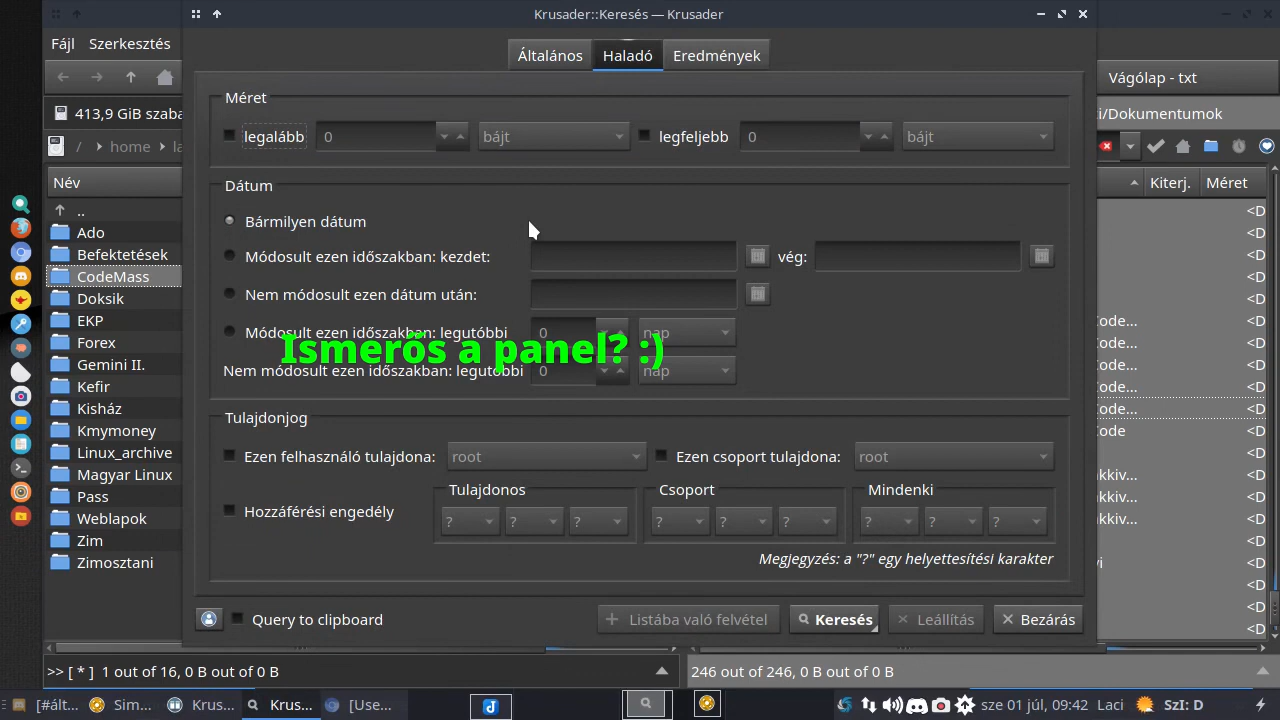 Krusader::Keresés — Krusader
Fájl Szerkesztés
Általános Haladó Eredmények
Vágólap - txt
413,9 GiB szaba
i/Dokumentumok
/ home
Név
Kiterj. Méret
..
Ado
Befektetések
CodeMass
Doksik
EKP
Forex
Gemini II.
Kefir
Kisház
Kmymoney
Linux_archive
Magyar Linux
Pass
Weblapok
Zim
Zimosztani
Méret
legalább 0 bájt legfeljebb 0 bájt
Dátum
Bármilyen dátum
Módosult ezen időszakban: kezdet: vég:
Nem módosult ezen dátum után:
Módosult ezen időszakban: legutóbbi 0 nap
Ismerős a panel? :)
Nem módosult ezen időszakban: legutóbbi 0 nap
Tulajdonjog
Ezen felhasználó tulajdona: root Ezen csoport tulajdona: root
Tulajdonos Csoport Mindenki
Hozzáférési engedély ? ? ? ? ? ? ? ? ?
Megjegyzés: a "?" egy helyettesítési karakter
Query to clipboard
Listába való felvétel Keresés Leállítás Bezárás
>> [ * ] 1 out of 16, 0 B out of 0 B
246 out of 246, 0 B out of 0 B
[#ált... Sim... Krus... Krus... [Use... sze 01 júl, 09:42 Laci SzI: D